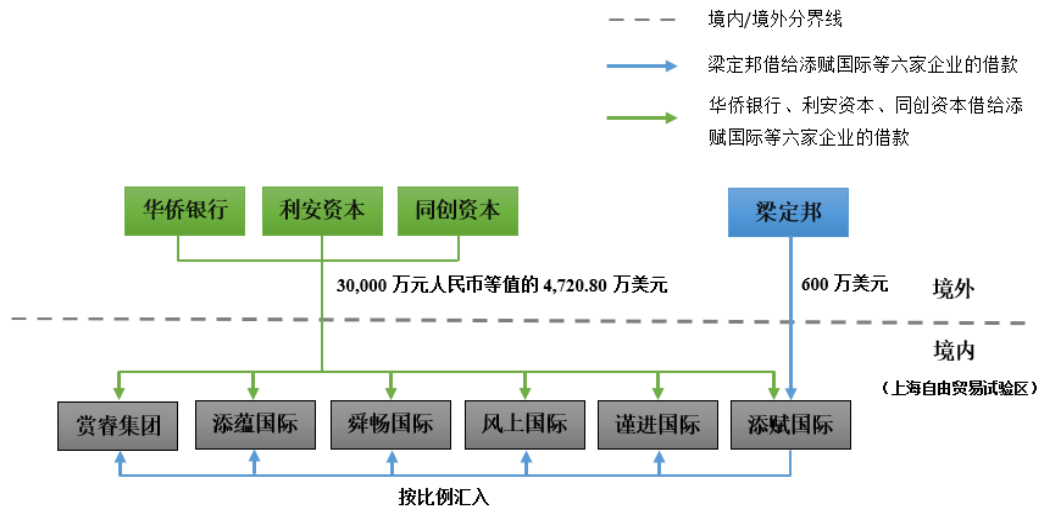 境内/境外分界线
梁定邦借给添赋国际等六家企业的借款
华侨银行、利安资本、同创资本借给添
赋国际等六家企业的借款
华侨银行
利安资本
同创资本
梁定邦
30,000 万元人民币等值的 4,720.80 万美元
600 万美元
境外
境内
（上海自由贸易试验区）
赏睿集团
添蕴国际
舜畅国际
风上国际
谨进国际
添赋国际
按比例汇入